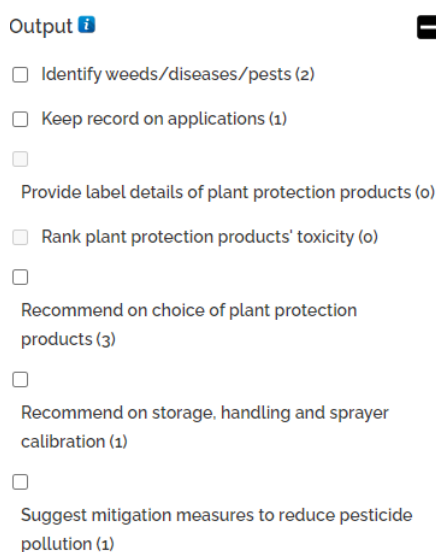 Output i
Identify weeds/diseases/pests (2)
Keep record on applications (1)
Provide label details of plant protection products (0)
Rank plant protection products' toxicity (0)
Recommend on choice of plant protection
products (3)
Recommend on storage, handling and sprayer
calibration (1)
Suggest mitigation measures to reduce pesticide
pollution (1)